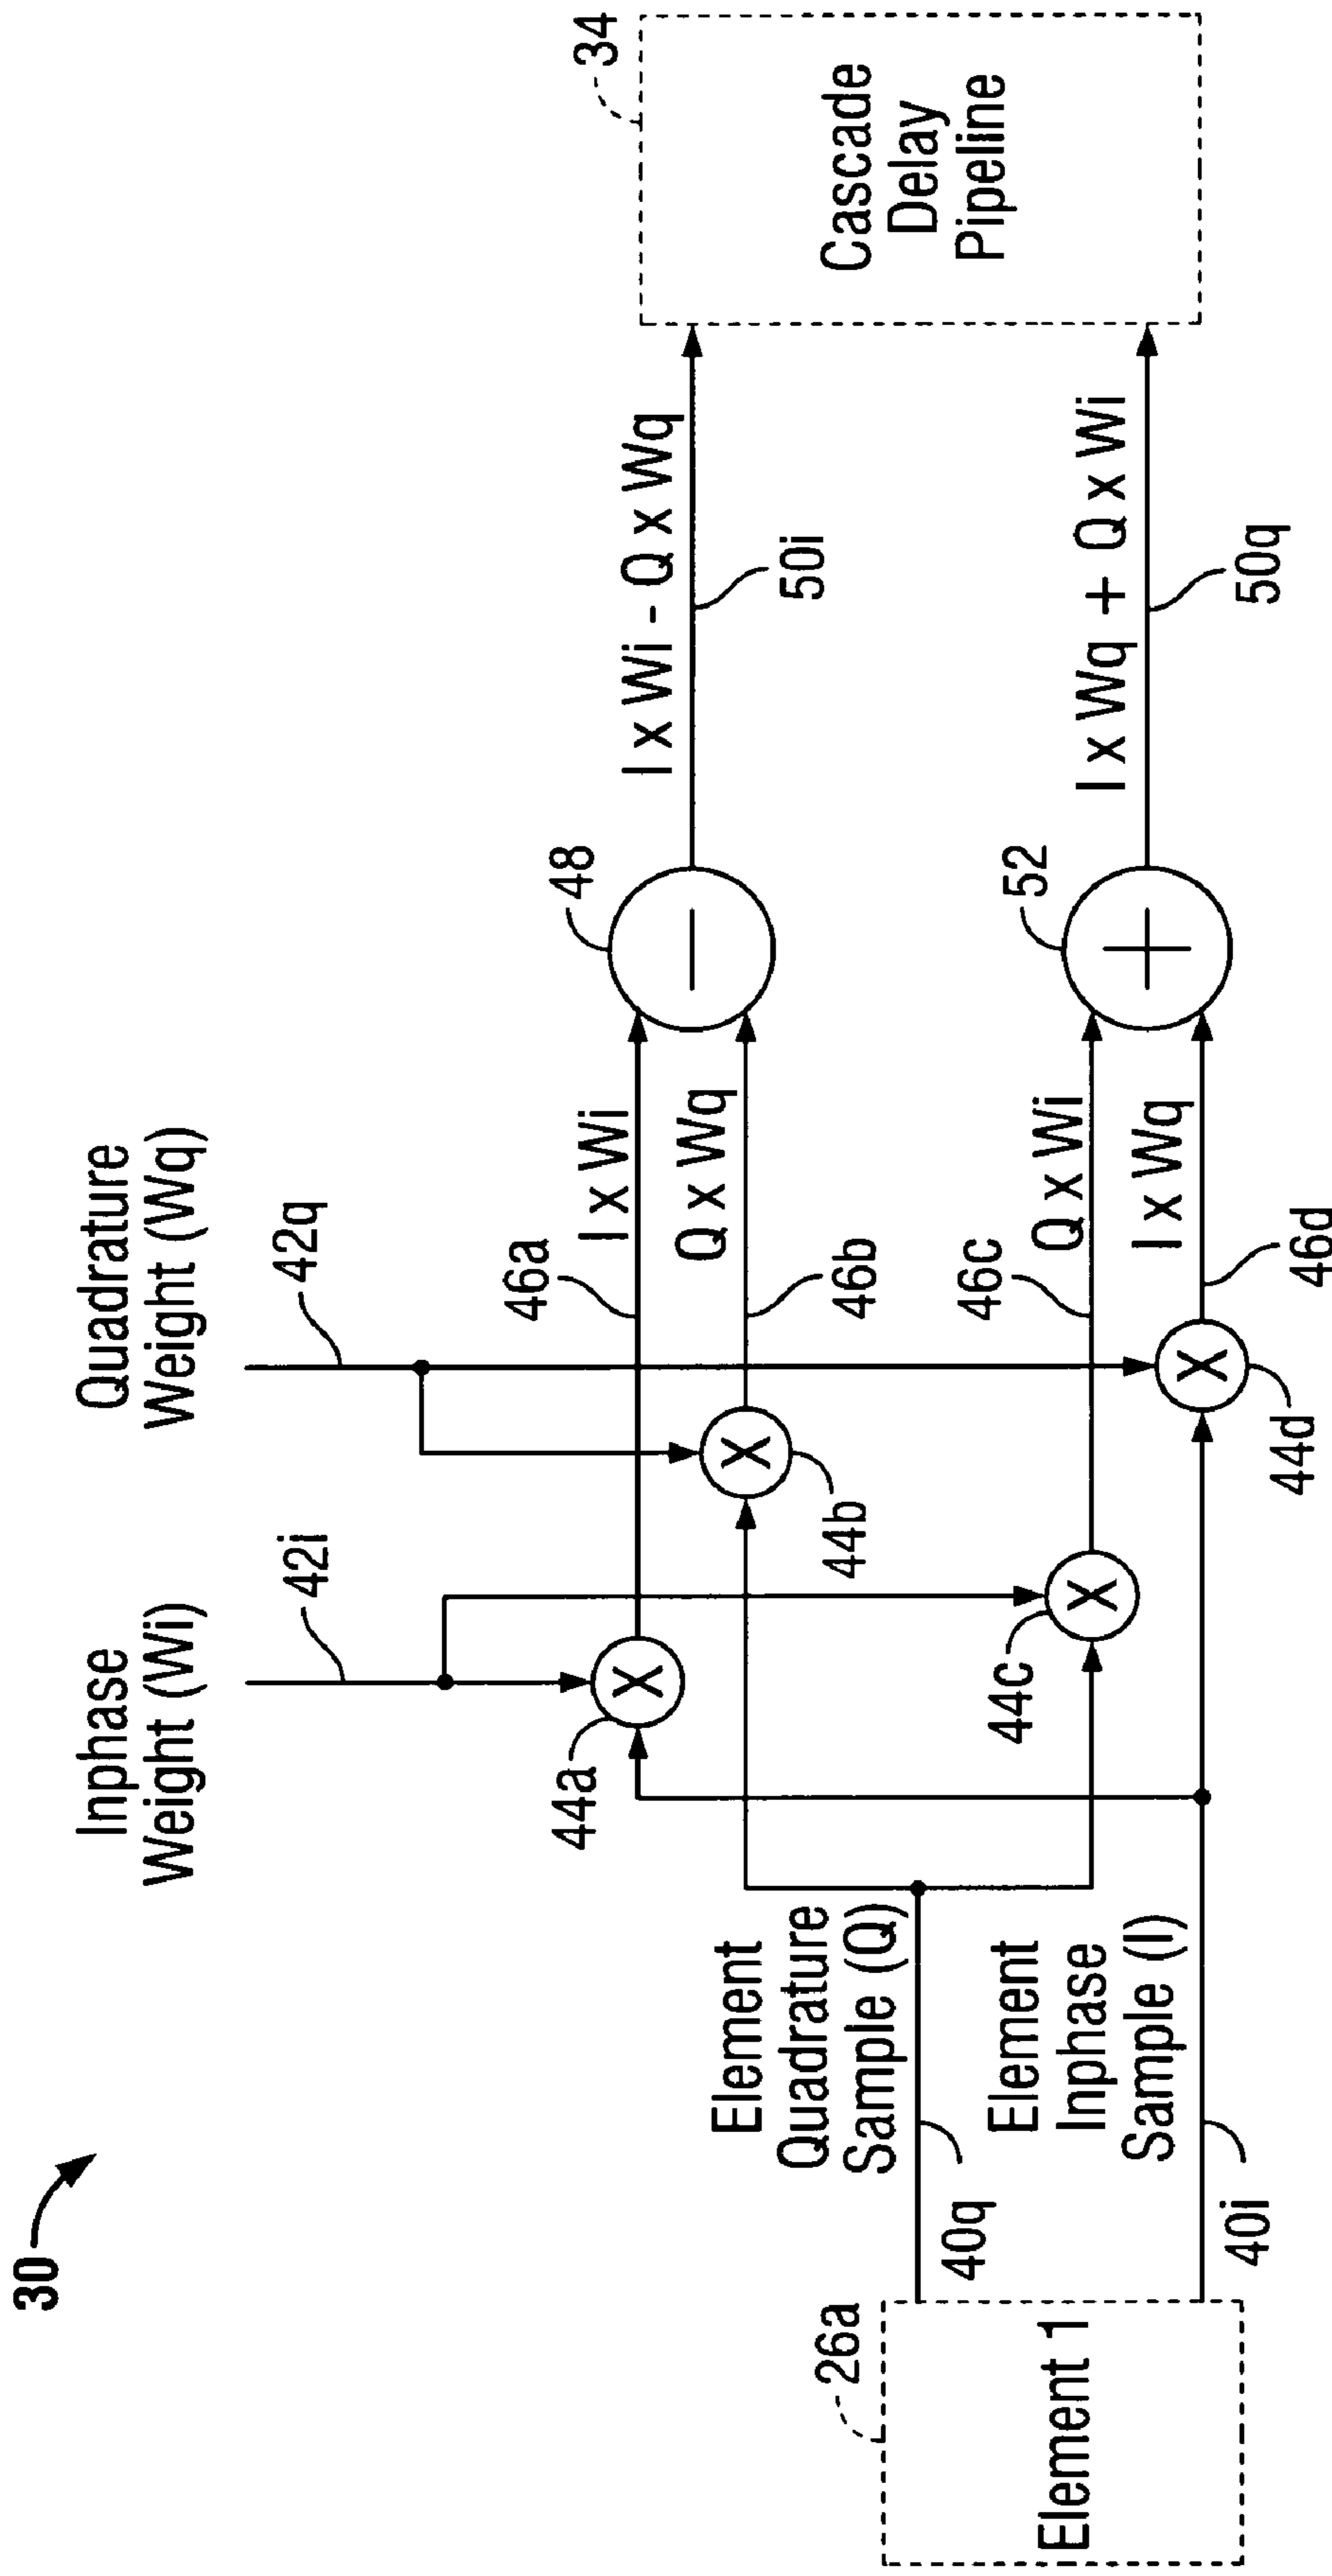 30
Inphase
Weight (Wi)
Quadrature
Weight (Wq)
42i
42q
34
Cascade
Delay
Pipeline
44a
46a
I x Wi
48
I x Wi - Q x Wq
50i
Q x Wq
46b
44b
Element
Quadrature
Sample (Q)
40q
26a
Element 1
Element
Inphase
Sample (I)
40i
44c
46c
Q x Wi
I x Wq
52
I x Wq + Q x Wi
50q
46d
44d
X
X
X
X